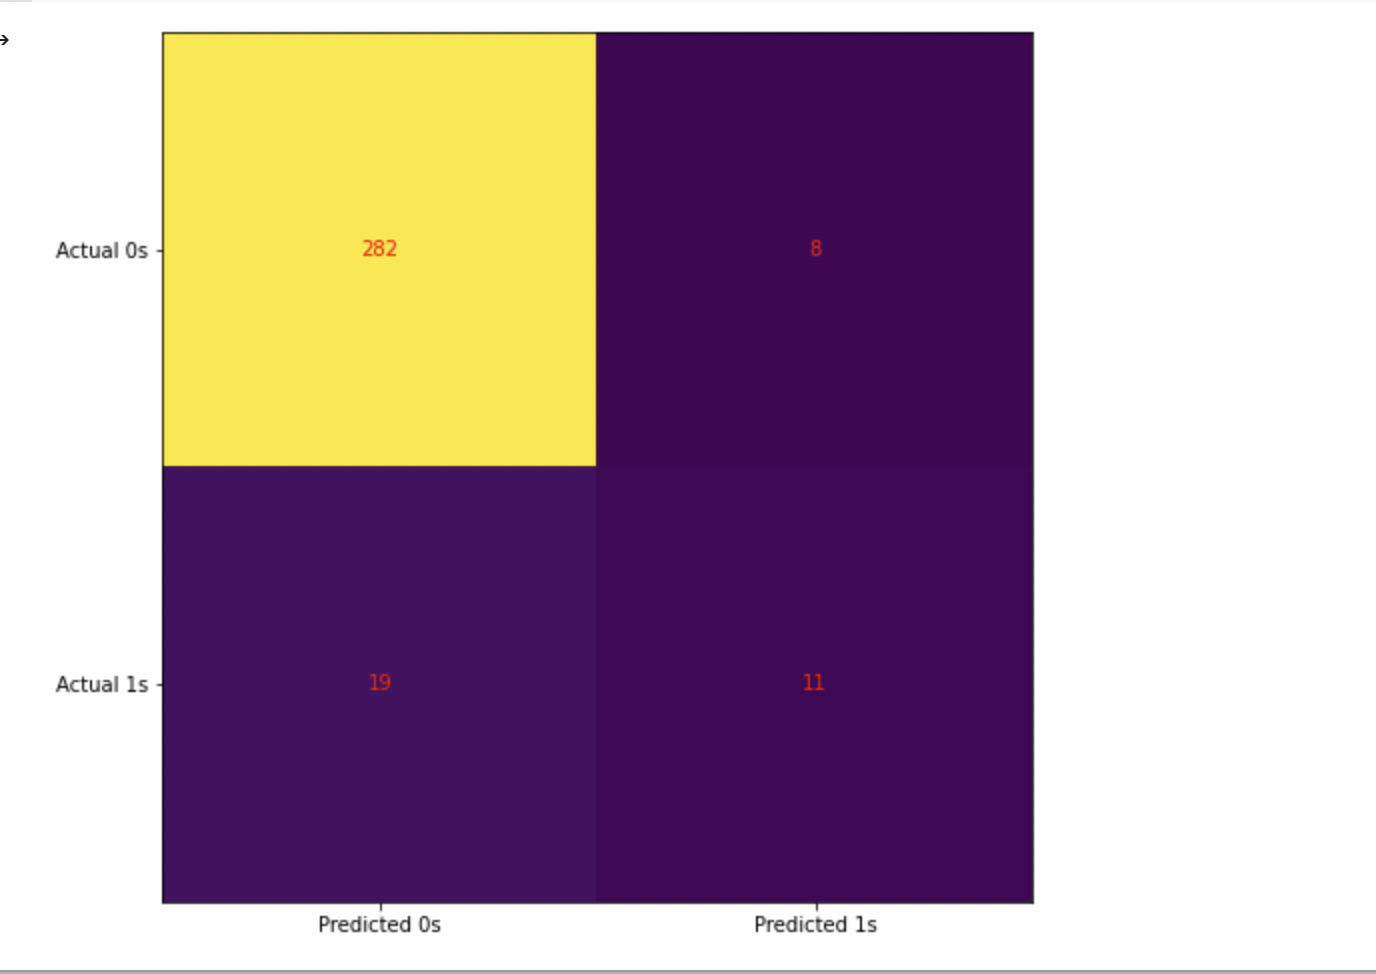 Actual 0s
282
8
Actual 1s
19
11
Predicted 0s
Predicted 1s